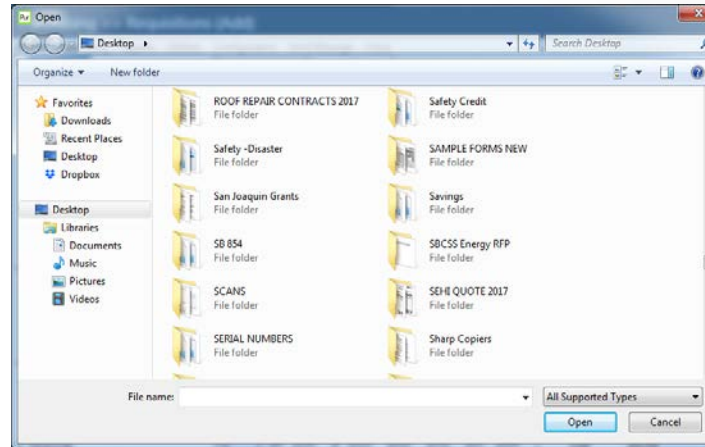 Open
Desktop
Search Desktop
Organize
New folder
Favorites
Downloads
Recent Places
Desktop
Dropbox
Desktop
Libraries
Documents
Music
Pictures
Videos
ROOF REPAIR CONTRACTS 2017
File folder
Safety Credit
File folder
Safety -Disaster
File folder
SAMPLE FORMS NEW
File folder
San Joaquin Grants
File folder
Savings
File folder
SB 854
File folder
SBCSS Energy RFP
File folder
SCANS
File folder
SEHI QUOTE 2017
File folder
SERIAL NUMBERS
File folder
Sharp Copiers
File folder
File name:
All Supported Types
Open
Cancel